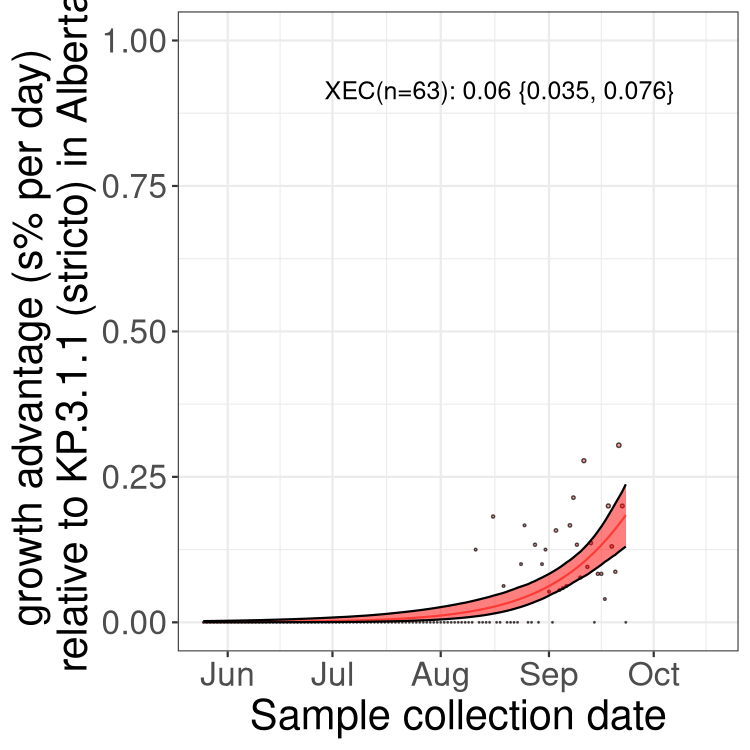 growth advantage (s% per day)
relative to KP.3.1.1 (stricto) in Alberta
1.00
0.75
0.50
0.25
0.00
XEC(n=63): 0.06 {0.035, 0.076}
Jun Jul Aug Sep Oct
Sample collection date